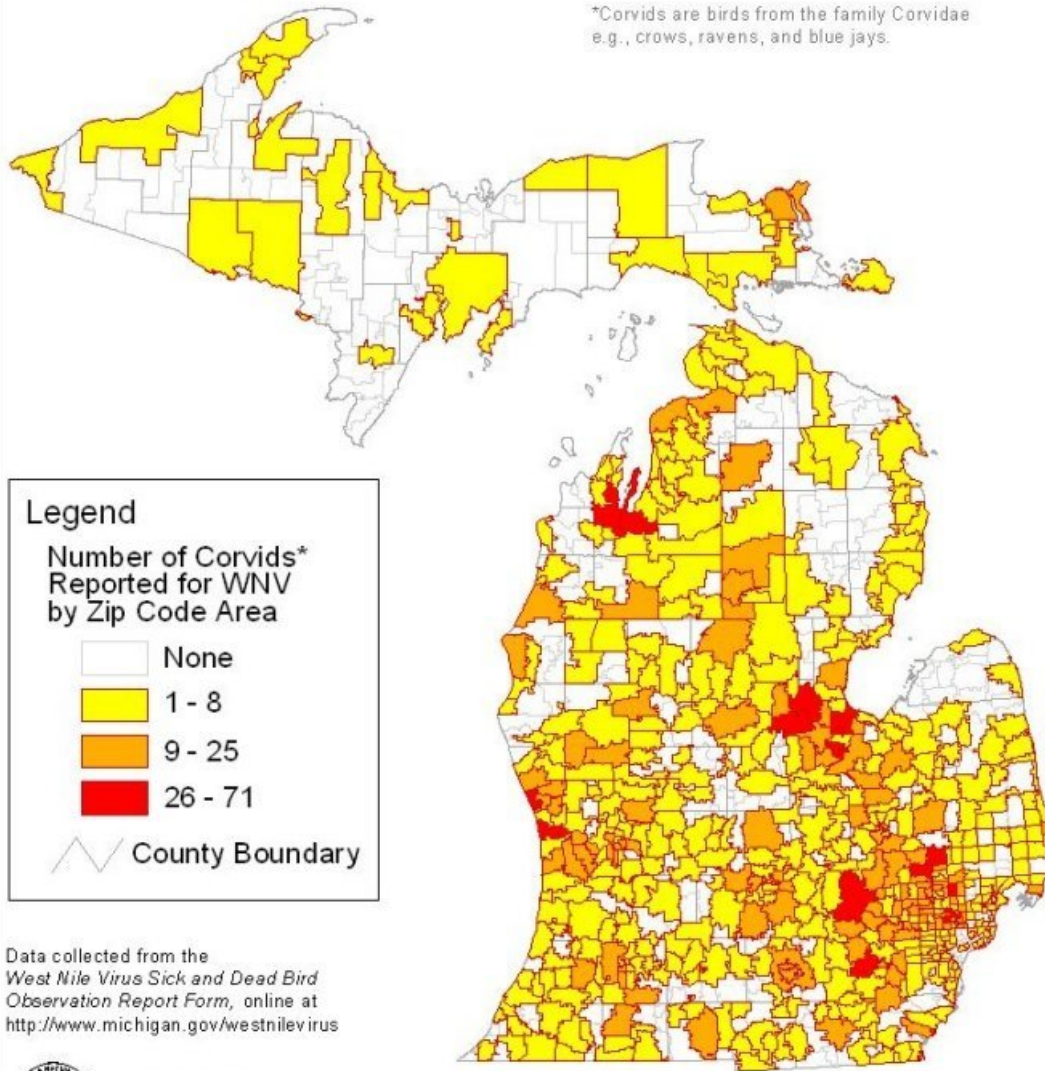 *Corvids are birds from the family Corvidae
e.g., crows, ravens, and blue jays.
Legend
Number of Corvids*
Reported for WNV
by Zip Code Area
None
1 - 8
9 - 25
26 - 71
County Boundary
Data collected from the
West Nile Virus Sick and Dead Bird
Observation Report Form, online at
http://www.michigan.gov/westnilevirus